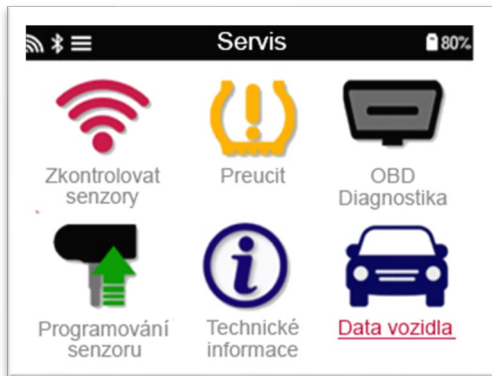 Servis
80%
Zkontrolovat
senzory
Preucit
OBD
Diagnostika
Programování
senzoru
Technické
informace
Data vozidla